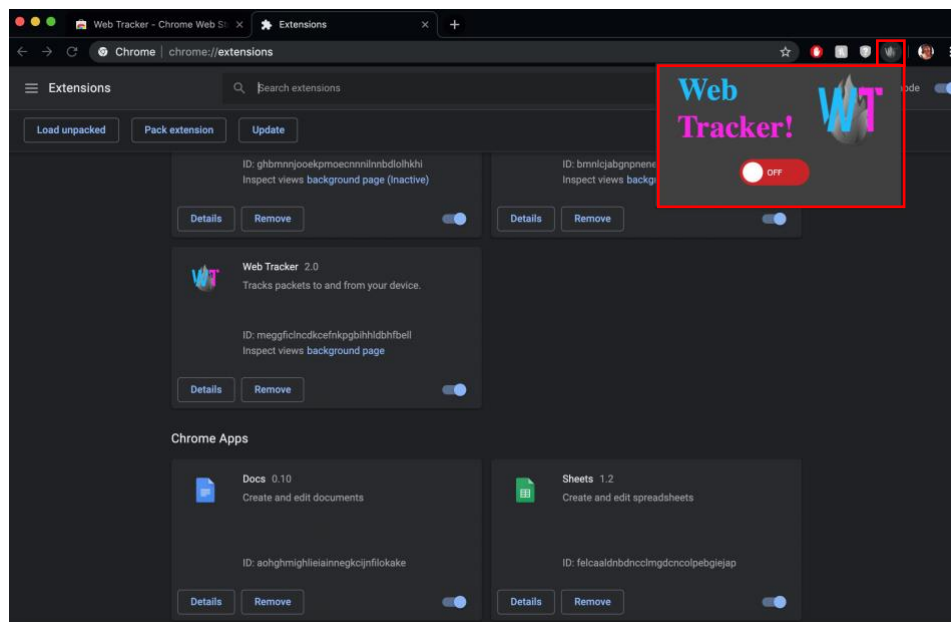 Web Tracker - Chrome Web St
Extensions
Chrome | chrome://extensions
Extensions
Search extensions
Load unpacked
Pack extension
Update
Web
Tracker!
WT
OFF
ID: ghbmnnjooekpmoecnnnilnnbdlolhkhi
Inspect views background page (Inactive)
Details
Remove
ID: bmnlcjabgnpnene
Inspect views backg
Details
Remove
WT
Web Tracker 2.0
Tracks packets to and from your device.
ID: meggficlncdkcefnkpgbihhldbhfbell
Inspect views background page
Details
Remove
Chrome Apps
Docs 0.10
Create and edit documents
ID: aohghmighlieiainnegkcijnfilokake
Details
Remove
Sheets 1.2
Create and edit spreadsheets
ID: felcaaldnbdncclmgdcncolpebgiejap
Details
Remove